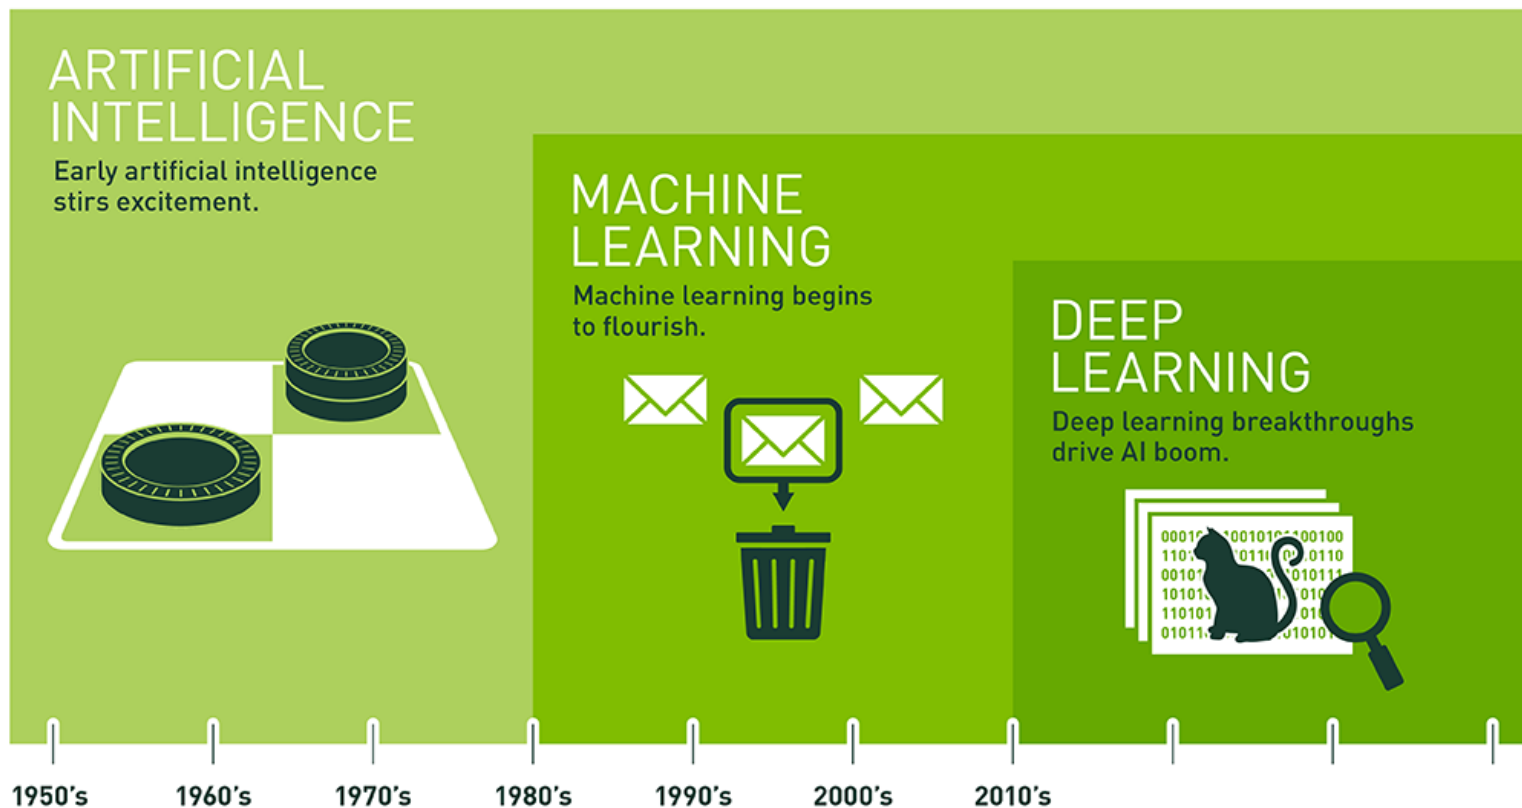 ARTIFICIAL
INTELLIGENCE
Early artificial intelligence
stirs excitement.
MACHINE
LEARNING
Machine learning begins
to flourish.
DEEP
LEARNING
Deep learning breakthroughs
drive AI boom.
1950's
1960's
1970's
1980's
1990's
2000's
2010's